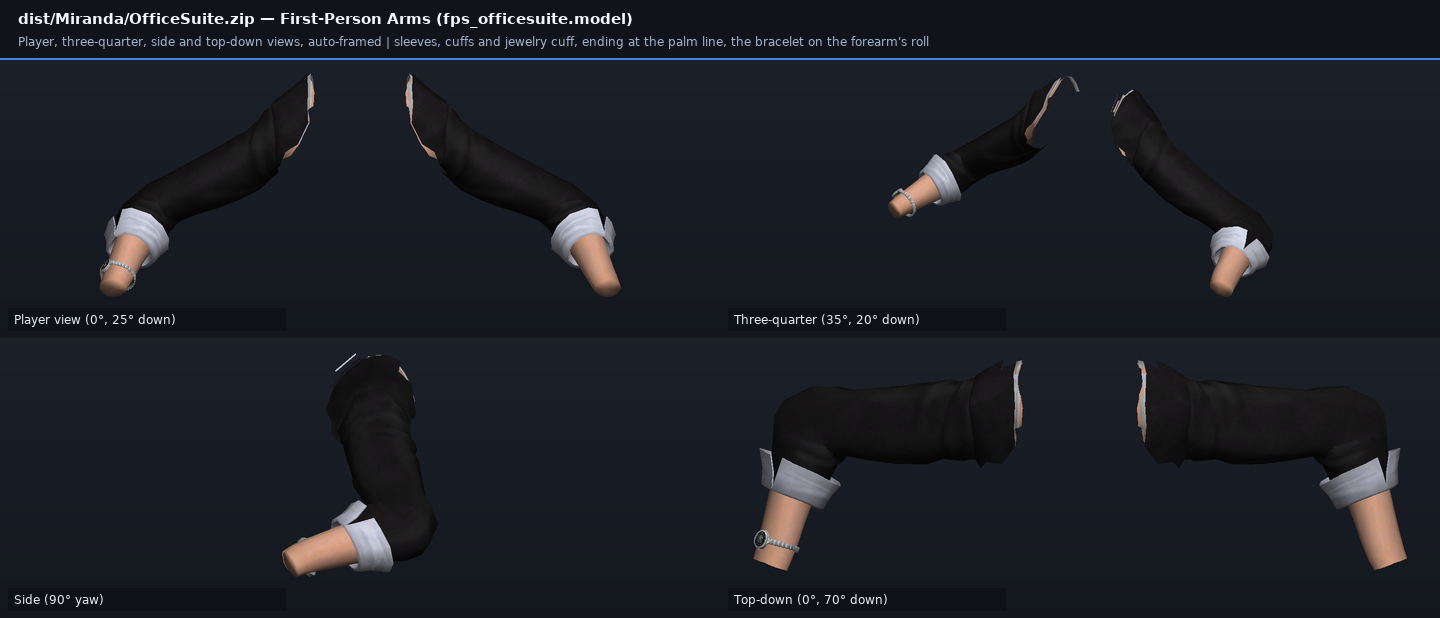 dist/Miranda/OfficeSuite.zip — First-Person Arms (fps_officesuite.model)
Player, three-quarter, side and top-down views, auto-framed | sleeves, cuffs and jewelry cuff, ending at the palm line, the bracelet on the forearm's roll
Player view (0°, 25° down)
Three-quarter (35°, 20° down)
Side (90° yaw)
Top-down (0°, 70° down)